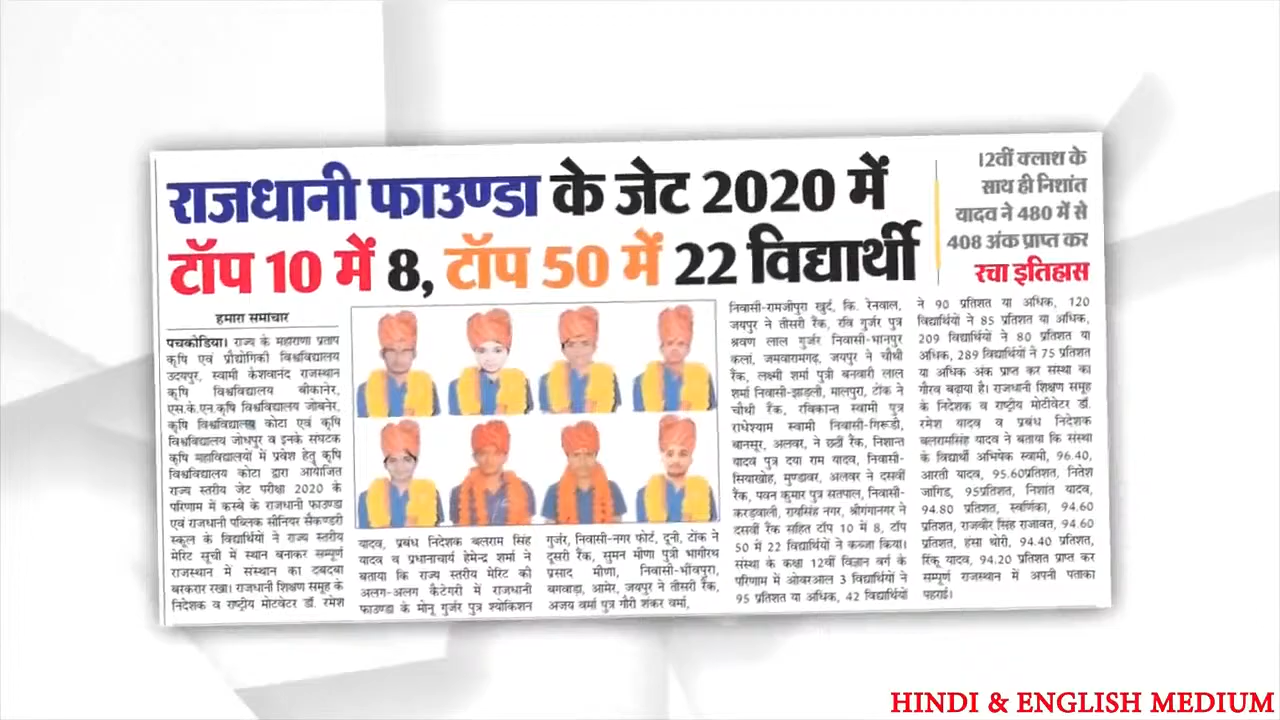 राजधानी फाउण्डा के जेट 2020 में
टॉप 10 में 8, टॉप 50 में 22 विद्यार्थी
12वीं क्लाश के
साथ ही निशांत
यादव ने 480 में से
408 अंक प्राप्त कर
रचा इतिहास
हमारा समाचार
पचकोडिया। राज्य के महाराणा प्रताप
कृषि एवं प्रौद्योगिकी विश्वविद्यालय
उदयपुर, स्वामी केशवानंद राजस्थान
कृषि विश्वविद्यालय बीकानेर,
एस.के.एन.कृषि विश्वविद्यालय जोबनेर,
कृषि विश्वविद्यालय कोटा एवं कृषि
विश्वविद्यालय जोधपुर व इनके संघटक
कृषि महाविद्यालयों में प्रवेश हेतु कृषि
विश्वविद्यालय कोटा द्वारा आयोजित
राज्य स्तरीय जेट परीक्षा 2020 के
परिणाम में कस्बे के राजधानी फाउण्डा
एवं राजधानी पब्लिक सीनियर सैकण्डरी
स्कूल के विद्यार्थियों ने राज्य स्तरीय
मेरिट सूची में स्थान बनाकर सम्पूर्ण
राजस्थान में संस्थान का दबदबा
बरकरार रखा। राजधानी शिक्षण समूह के
निदेशक व राष्ट्रीय मोटवेटर डॉ. रमेश
यादव, प्रबंध निदेशक बलराम सिंह
यादव व प्रधानाचार्य हेमेन्द्र शर्मा ने
बताया कि राज्य स्तरीय मेरिट की
अलग-अलग कैटेगरी में राजधानी
फाउण्डा के मोनू गुर्जर पुत्र श्योकिशन
गुर्जर, निवासी-नगर फोर्ट, दूनी, टोंक ने
दूसरी रैंक, सुमन मीणा पुत्री भागीरथ
प्रसाद मीणा, निवासी-भीवपुरा,
बगवाड़ा, आमेर, जयपुर ने तीसरी रैंक,
अजय वर्मा पुत्र गौरी शंकर वर्मा,
निवासी-रामजीपुरा खुर्द, कि. रेनवाल,
जयपुर ने तीसरी रैंक, रवि गुर्जर पुत्र
श्रवण लाल गुर्जर निवासी-भानपुर
कलां, जमवारामगढ़, जयपुर ने चौथी
रैंक, लक्ष्मी शर्मा पुत्री बनवारी लाल
शर्मा निवासी-झाड़ली, मालपुरा, टोंक ने
चौथी रैंक, रविकान्त स्वामी पुत्र
राधेश्याम स्वामी निवासी-गिरूड़ी,
बानसूर, अलवर, ने छठी रैंक, निशान्त
यादव पुत्र दया राम यादव, निवासी-
सियाखोह, मुण्डावर, अलवर ने दसवीं
रैंक, पवन कुमार पुत्र सतपाल, निवासी-
करड़वाली, रायसिंह नगर, श्रीगंगानगर ने
दसवीं रैंक सहित टॉप 10 में 8, टॉप
50 में 22 विद्यार्थियों ने कब्जा किया।
संस्था के कक्षा 12वीं विज्ञान वर्ग के
परिणाम में ओवरआल 3 विद्यार्थियों ने
95 प्रतिशत या अधिक, 42 विद्यार्थियों
ने 90 प्रतिशत या अधिक, 120
विद्यार्थियों ने 85 प्रतिशत या अधिक,
209 विद्यार्थियों ने 80 प्रतिशत या
अधिक, 289 विद्यार्थियों ने 75 प्रतिशत
या अधिक अंक प्राप्त कर संस्था का
गौरव बढ़ाया है। राजधानी शिक्षण समूह
के निदेशक व राष्ट्रीय मोटीवेटर डॉ.
रमेश यादव व प्रबंध निदेशक
बलरामसिंह यादव ने बताया कि संस्था
के विद्यार्थी अभिषेक स्वामी, 96.40,
आरती यादव, 95.60प्रतिशत, नितेश
जांगिड, 95प्रतिशत, निशांत यादव,
94.80 प्रतिशत, स्वर्णिका, 94.60
प्रतिशत, राजवीर सिंह राजावत, 94.60
प्रतिशत, हंसा थोरी, 94.40 प्रतिशत,
रिंकू यादव, 94.20 प्रतिशत प्राप्त कर
सम्पूर्ण राजस्थान में अपनी पताका
फहराई।
HINDI & ENGLISH MEDIUM